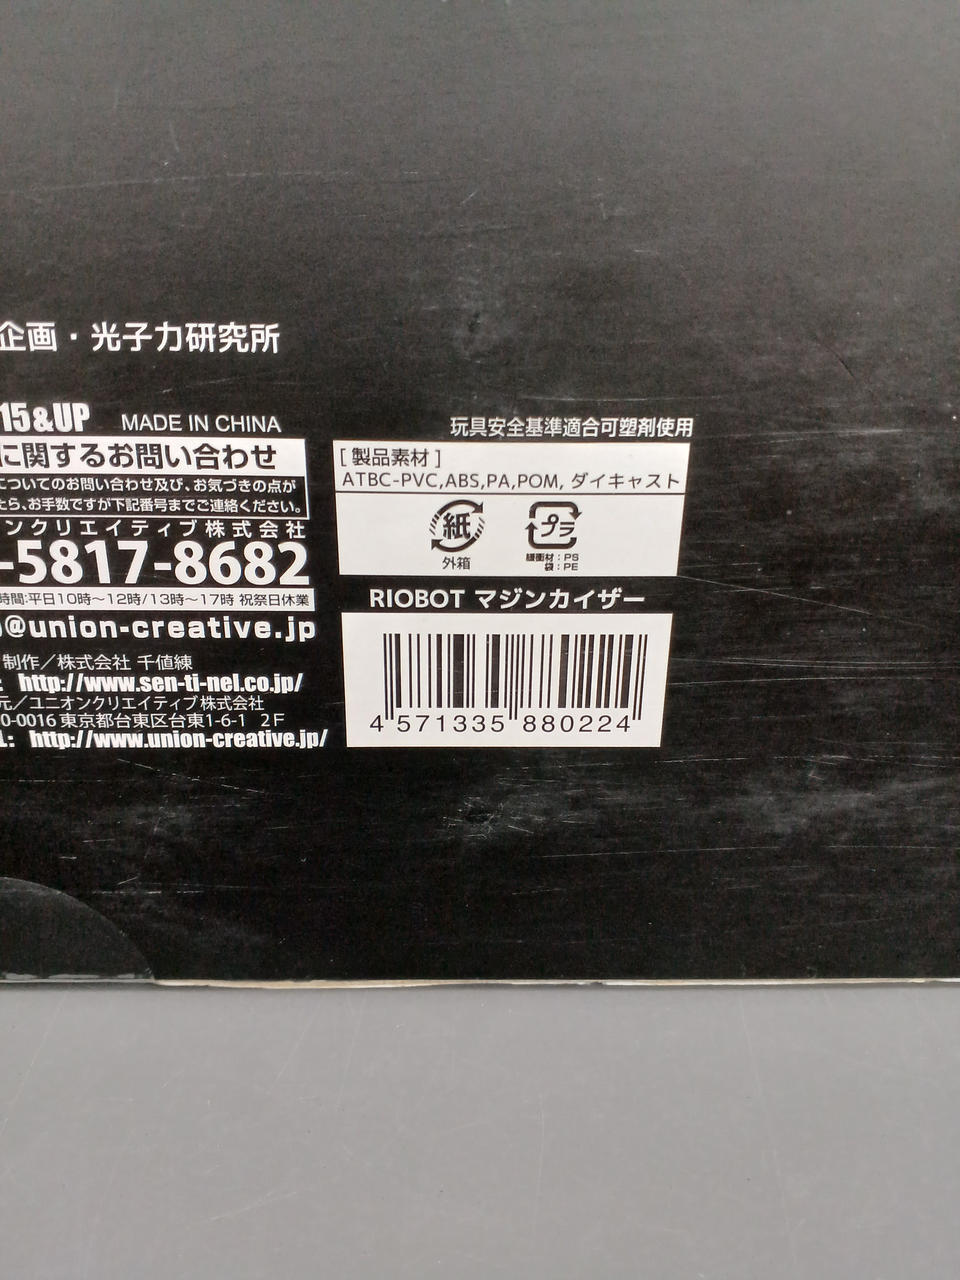 企画・光子力研究所
15&UP MADE IN CHINA
に関するお問い合わせ
についてのお問い合わせ及び、お気づきの点が
たら、お手数ですが下記番号までご連絡ください。
ンクリエイティブ株式会社
-5817-8682
時間:平日10時～12時/13時～17時 祝祭日休業
@union-creative.jp
制作／株式会社 千値練
: http://www.sen-ti-nel.co.jp/
元／ユニオンクリエイティブ株式会社
0-0016 東京都台東区台東1-6-1 2F
L: http://www.union-creative.jp/
玩具安全基準適合可塑剤使用
[製品素材]
ATBC-PVC,ABS,PA,POM, ダイキャスト
紙
外箱
プラ
緩衝材：PS
袋：PE
RIOBOT マジンカイザー
4 571335 880224